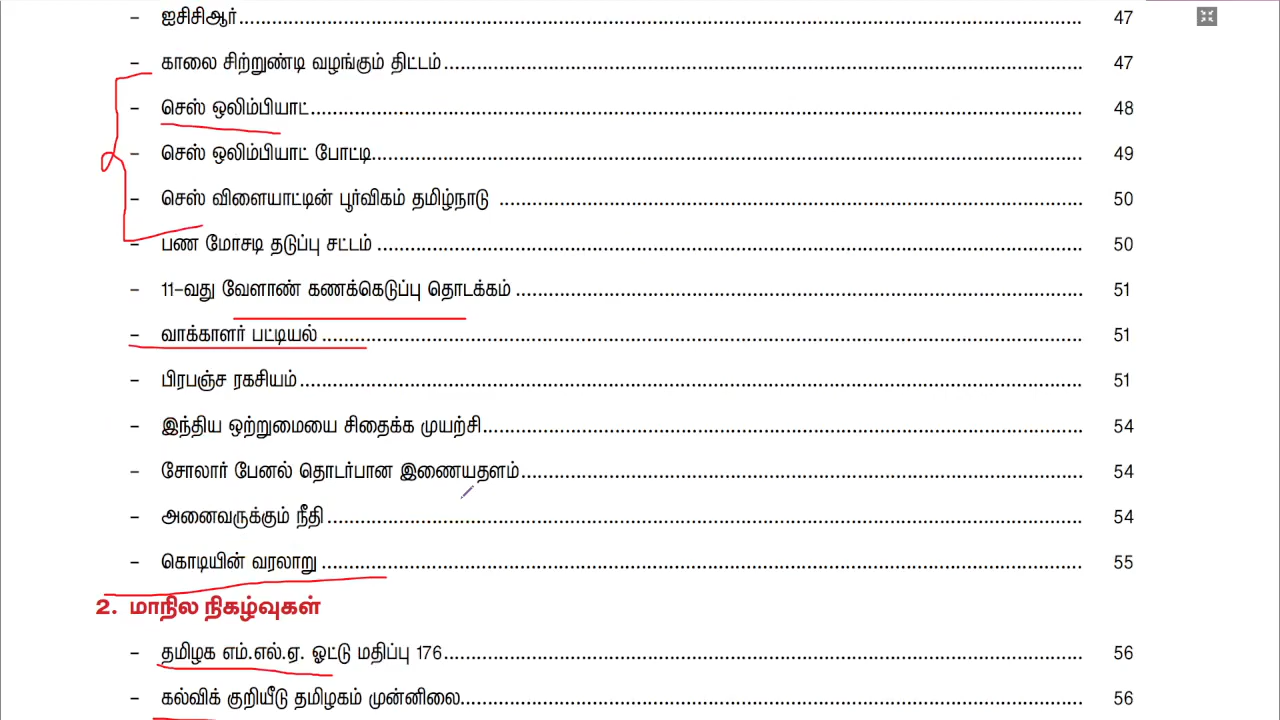 – ஐசிசிஆர் 47
– காலை சிற்றுண்டி வழங்கும் திட்டம் 47
– செஸ் ஒலிம்பியாட் 48
– செஸ் ஒலிம்பியாட் போட்டி 49
– செஸ் விளையாட்டின் பூர்விகம் தமிழ்நாடு 50
– பண மோசடி தடுப்பு சட்டம் 50
– 11-வது வேளாண் கணக்கெடுப்பு தொடக்கம் 51
– வாக்காளர் பட்டியல் 51
– பிரபஞ்ச ரகசியம் 51
– இந்திய ஒற்றுமையை சிதைக்க முயற்சி 54
– சோலார் பேனல் தொடர்பான இணையதளம் 54
– அனைவருக்கும் நீதி 54
– கொடியின் வரலாறு 55
2. மாநில நிகழ்வுகள்
– தமிழக எம்.எல்.ஏ. ஓட்டு மதிப்பு 176 56
– கல்விக் குறியீடு தமிழகம் முன்னிலை 56